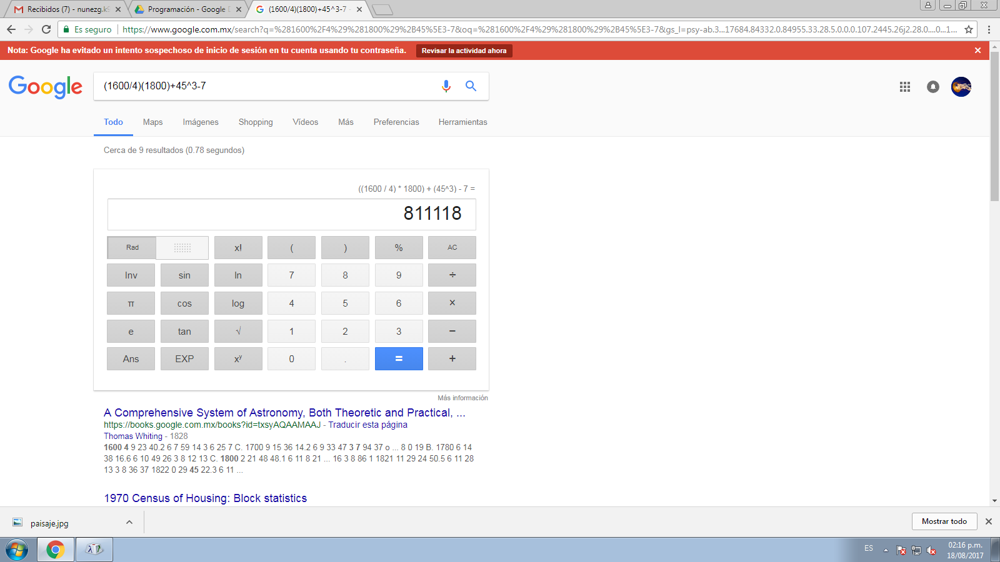 Recibidos (7) - nunezg.k9
Programación - Google D
(1600/4)(1800)+45^3-7 -
Es seguro
https://www.google.com.mx/search?q=%281600%2F4%29%281800%29%2B45%5E3-7&oq=%281600%2F4%29%281800%29%2B45%5E3-7&gs_l=psy-ab.3...17684.84332.0.84955.33.28.5.0.0.0.107.2445.26j2.28.0....0...1...
Nota: Google ha evitado un intento sospechoso de inicio de sesión en tu cuenta usando tu contraseña.
Revisar la actividad ahora
Google
(1600/4)(1800)+45^3-7
Todo Maps Imágenes Shopping Vídeos Más Preferencias Herramientas
Cerca de 9 resultados (0.78 segundos)
((1600 / 4) * 1800) + (45^3) - 7 =
811118
Rad x! ( ) % AC
Inv sin ln 7 8 9 ÷
π cos log 4 5 6 ×
e tan √ 1 2 3 −
Ans EXP xʸ 0 . = +
Más información
A Comprehensive System of Astronomy, Both Theoretic and Practical, ...
https://books.google.com.mx/books?id=txsyAQAAMAAJ - Traducir esta página
Thomas Whiting - 1828
1600 4 9 23 40.2 6 7 59 14 3 6 25 7 C. 1700 9 15 36 14.2 6 9 33 47 3 7 94 37 o ... 8 0 19 B. 1780 6 14
38 16.6 6 10 49 26 3 8 12 13 C. 1800 2 21 48 48.1 6 11 8 21 ... 16 3 8 86 1 1821 11 29 24 50.5 6 11 28
13 3 8 36 37 1822 0 29 45 22.3 6 11 ...
1970 Census of Housing: Block statistics
paisaje.jpg
Mostrar todo
ES
02:16 p.m.
18/08/2017